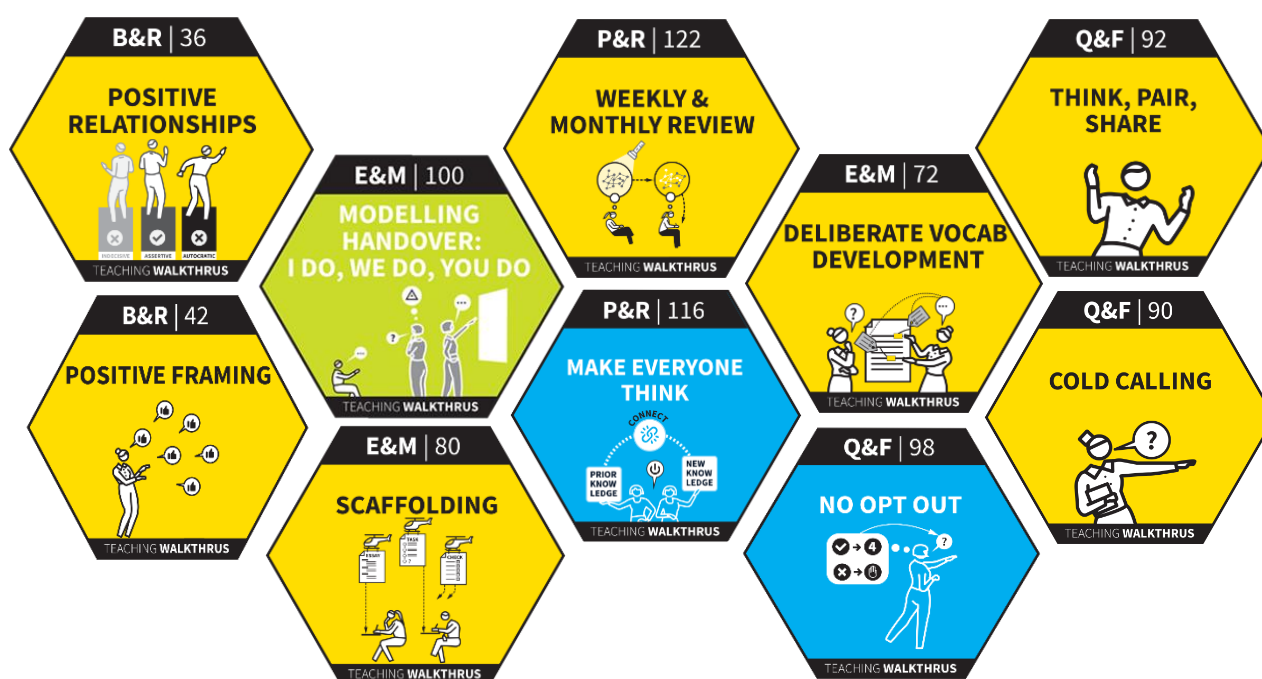 B&R | 36
POSITIVE
RELATIONSHIPS
INDECISIVE
ASSERTIVE
AUTOCRATIC
TEACHING WALKTHRUS
B&R | 42
POSITIVE FRAMING
TEACHING WALKTHRUS
E&M | 100
MODELLING
HANDOVER:
I DO, WE DO, YOU DO
?
...
TEACHING WALKTHRUS
E&M | 80
SCAFFOLDING
ESSAY
TASK
?
CHECK
TEACHING WALKTHRUS
P&R | 122
WEEKLY &
MONTHLY REVIEW
TEACHING WALKTHRUS
P&R | 116
MAKE EVERYONE
THINK
CONNECT
PRIOR
KNOW
LEDGE
NEW
KNOW
LEDGE
TEACHING WALKTHRUS
E&M | 72
DELIBERATE VOCAB
DEVELOPMENT
?
...
TEACHING WALKTHRUS
Q&F | 98
NO OPT OUT
4
?
TEACHING WALKTHRUS
Q&F | 92
THINK, PAIR,
SHARE
TEACHING WALKTHRUS
Q&F | 90
COLD CALLING
?
TEACHING WALKTHRUS